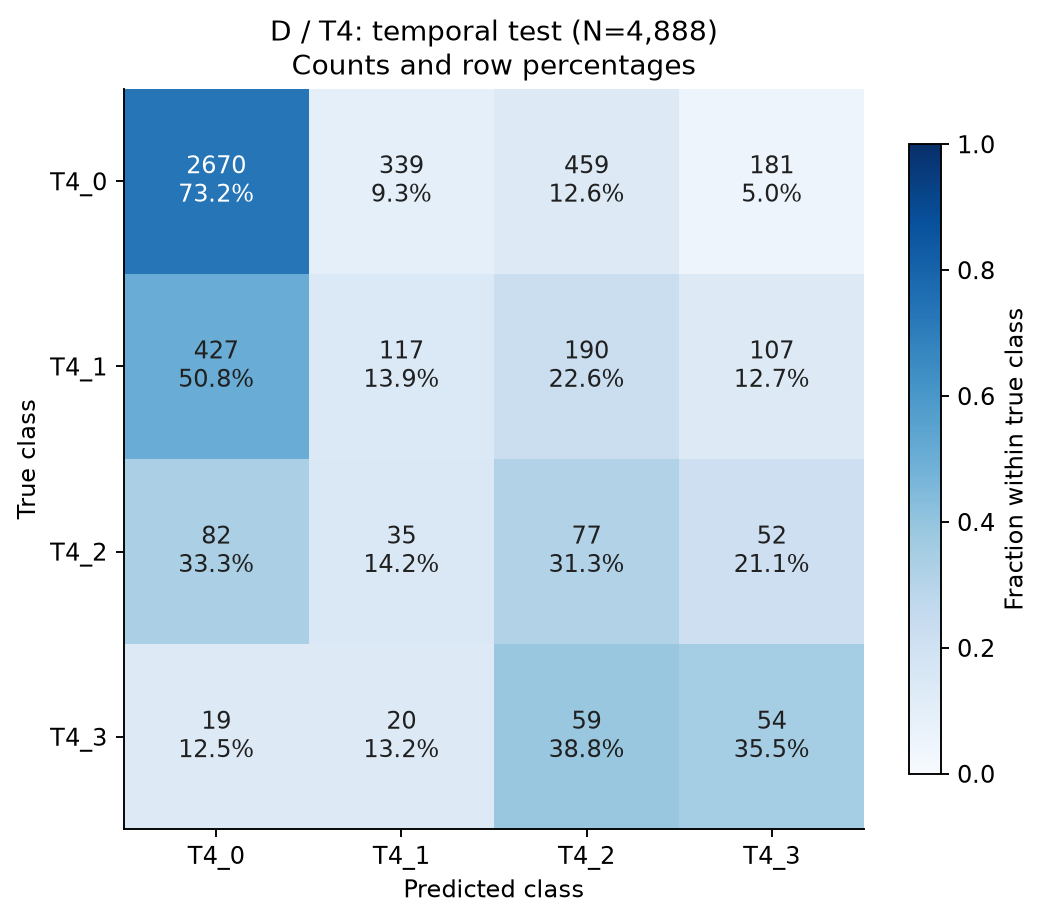 D / T4: temporal test (N=4,888)
Counts and row percentages
True class
T4_0
2670
73.2%
339
9.3%
459
12.6%
181
5.0%
T4_1
427
50.8%
117
13.9%
190
22.6%
107
12.7%
T4_2
82
33.3%
35
14.2%
77
31.3%
52
21.1%
T4_3
19
12.5%
20
13.2%
59
38.8%
54
35.5%
T4_0
T4_1
T4_2
T4_3
Predicted class
1.0
0.8
0.6
0.4
0.2
0.0
Fraction within true class